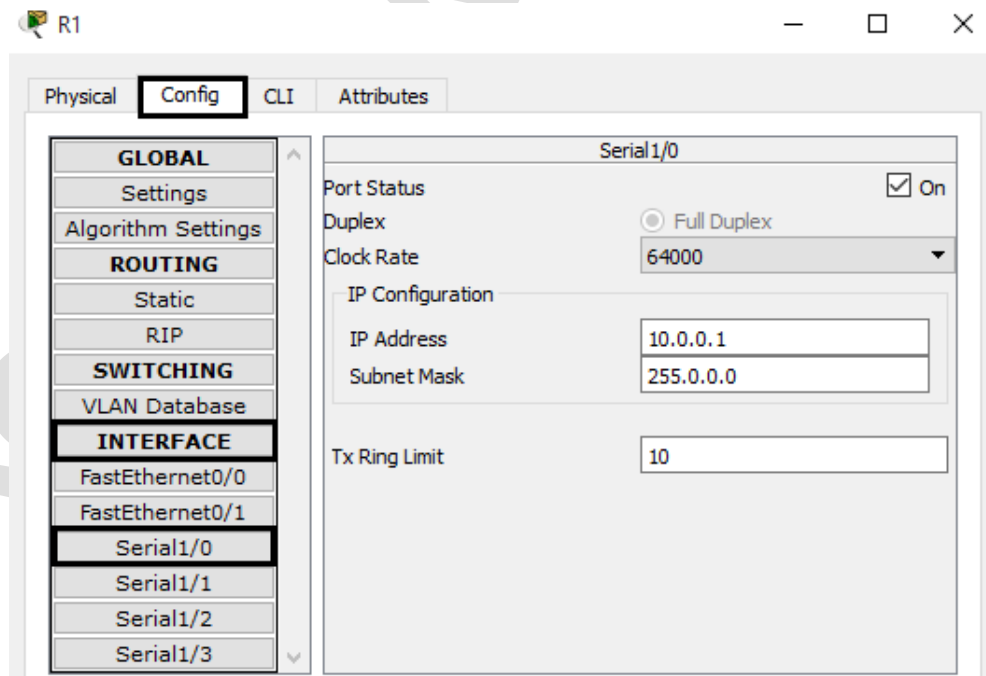 R1
Physical Config CLI Attributes
GLOBAL
Settings
Algorithm Settings
ROUTING
Static
RIP
SWITCHING
VLAN Database
INTERFACE
FastEthernet0/0
FastEthernet0/1
Serial1/0
Serial1/1
Serial1/2
Serial1/3
Serial1/0
Port Status On
Duplex Full Duplex
Clock Rate 64000
IP Configuration
IP Address 10.0.0.1
Subnet Mask 255.0.0.0
Tx Ring Limit 10